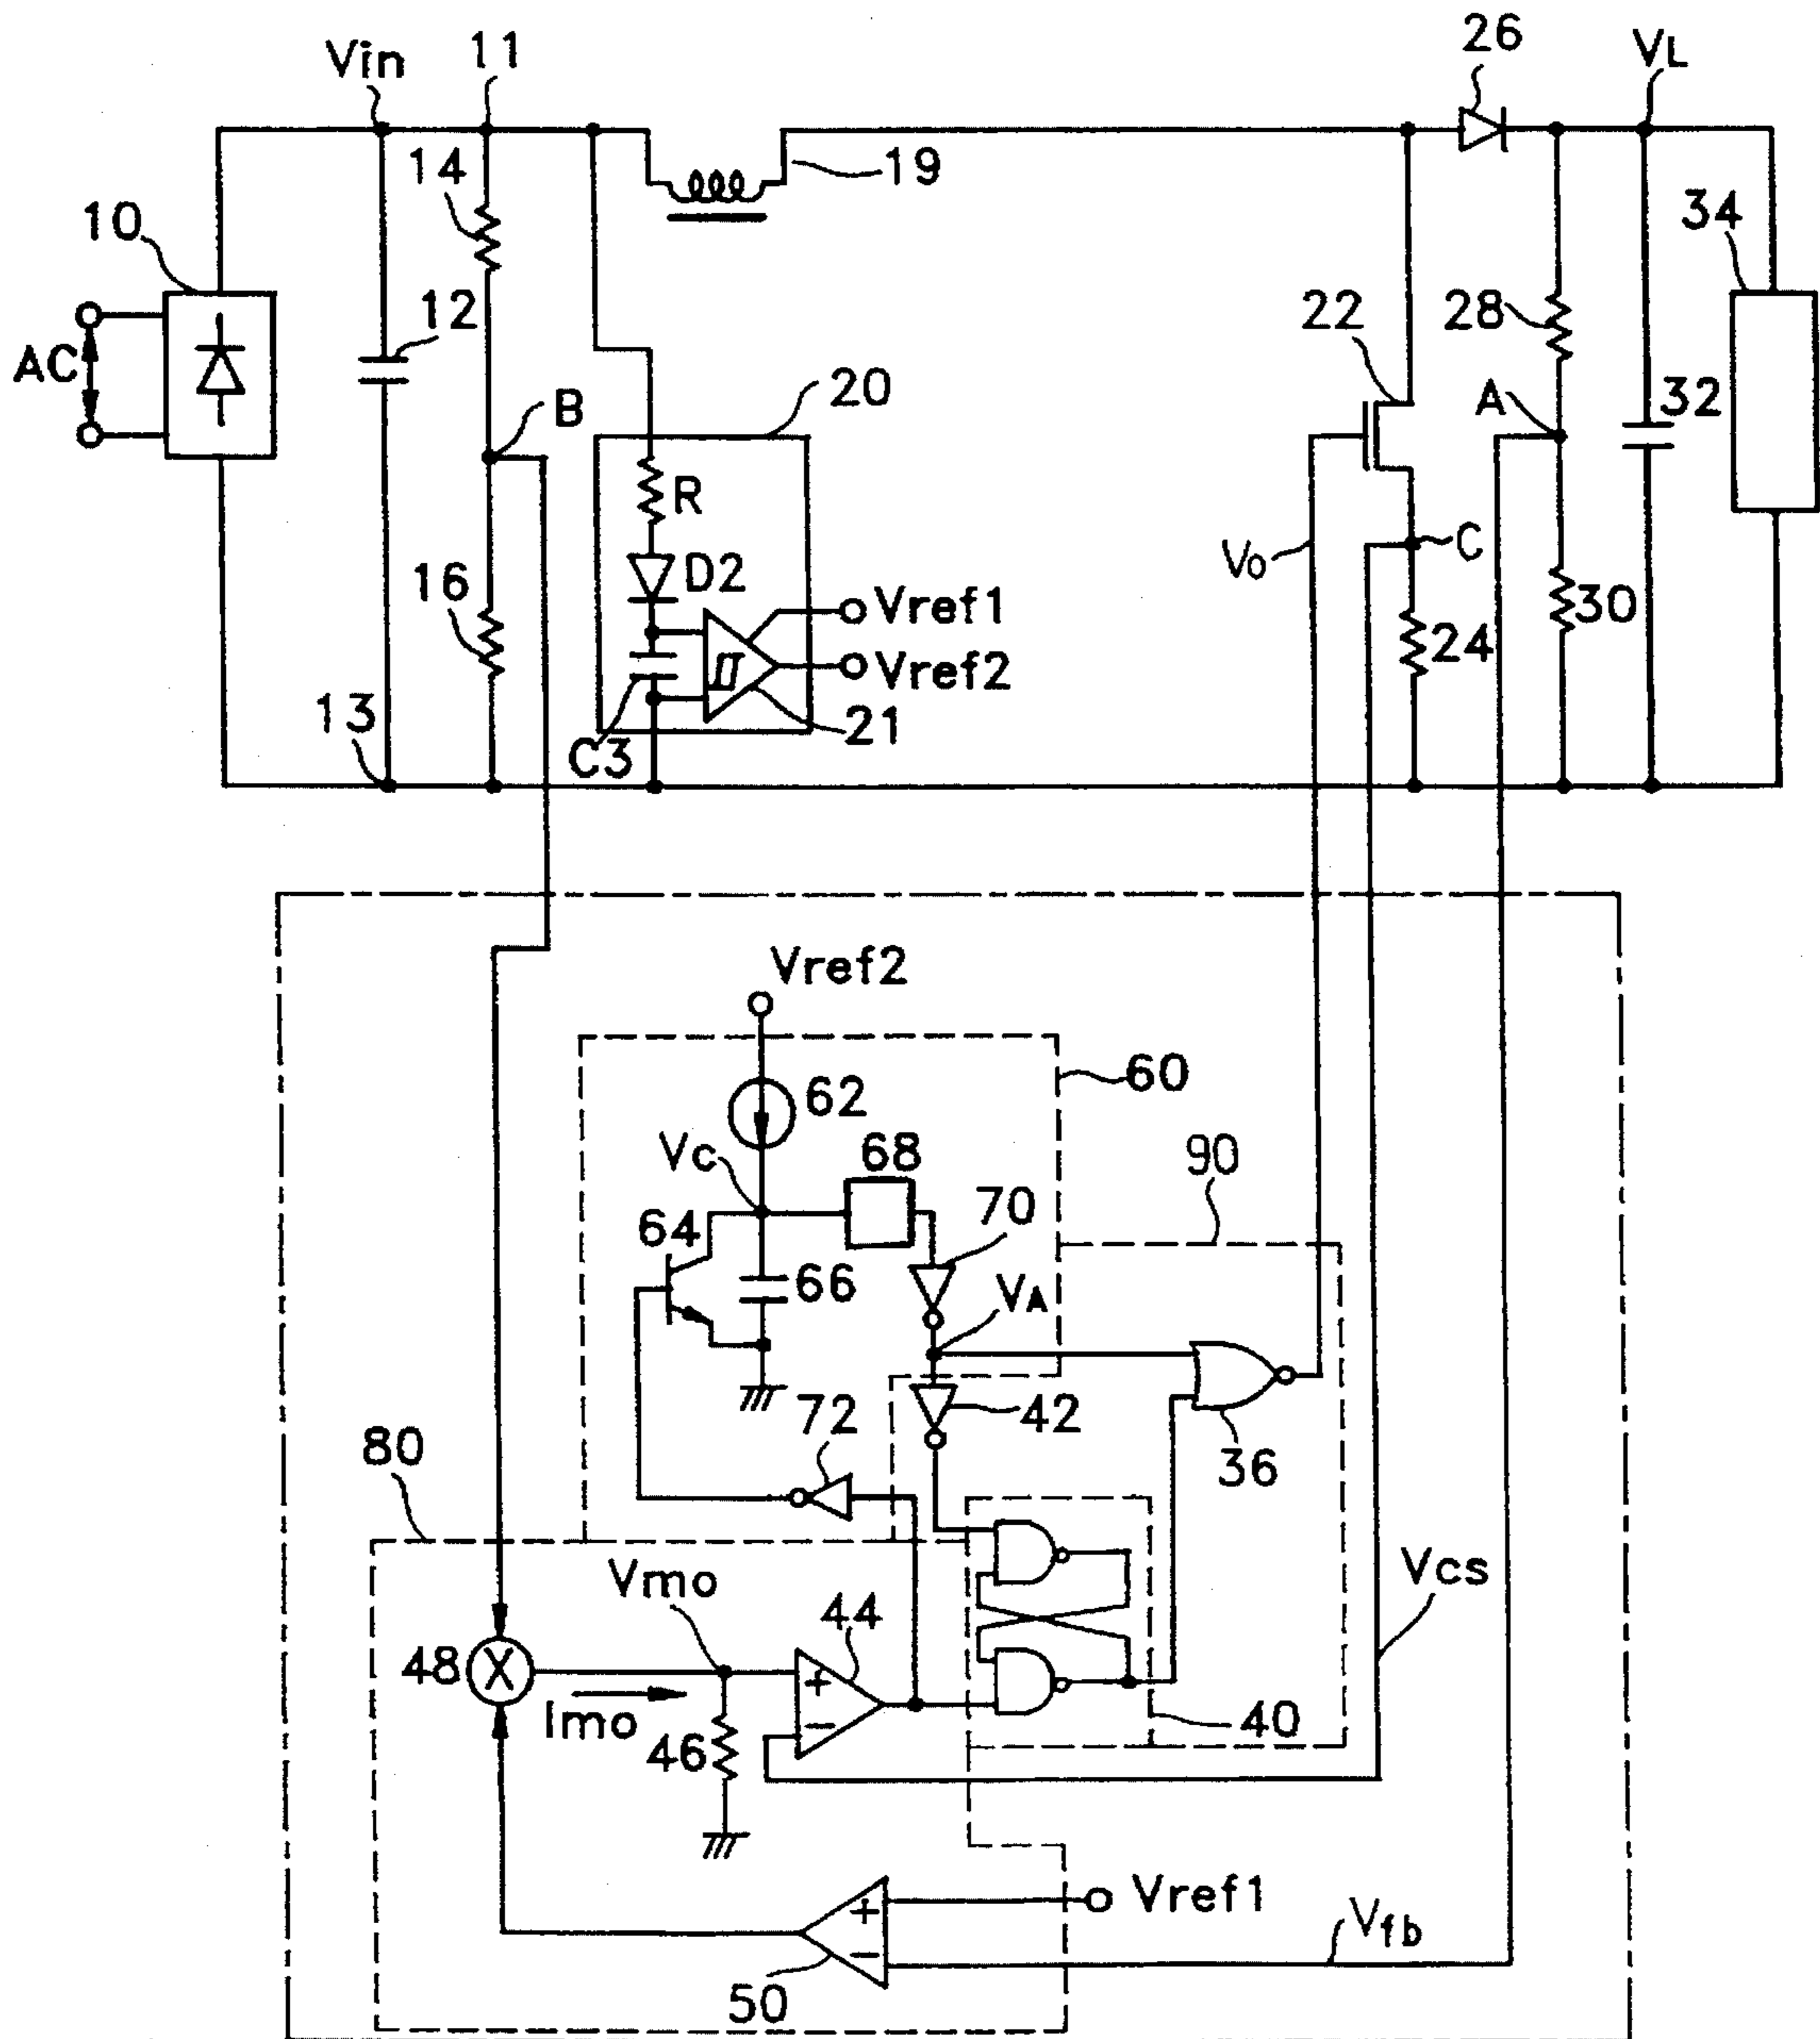 Vin 11 26 VL
14 19
10 34
12 28 22
AC 20 32
B A
R
D2 Vo C
16 Vref1 30
Vref2 24
13 21
C3
Vref2
60
62
Vc 68 90
64 70
66 VA
72 42
80 36
Vmo Vcs
44
48 X +
Imo − 40
46
+ Vref1
− Vfb
50